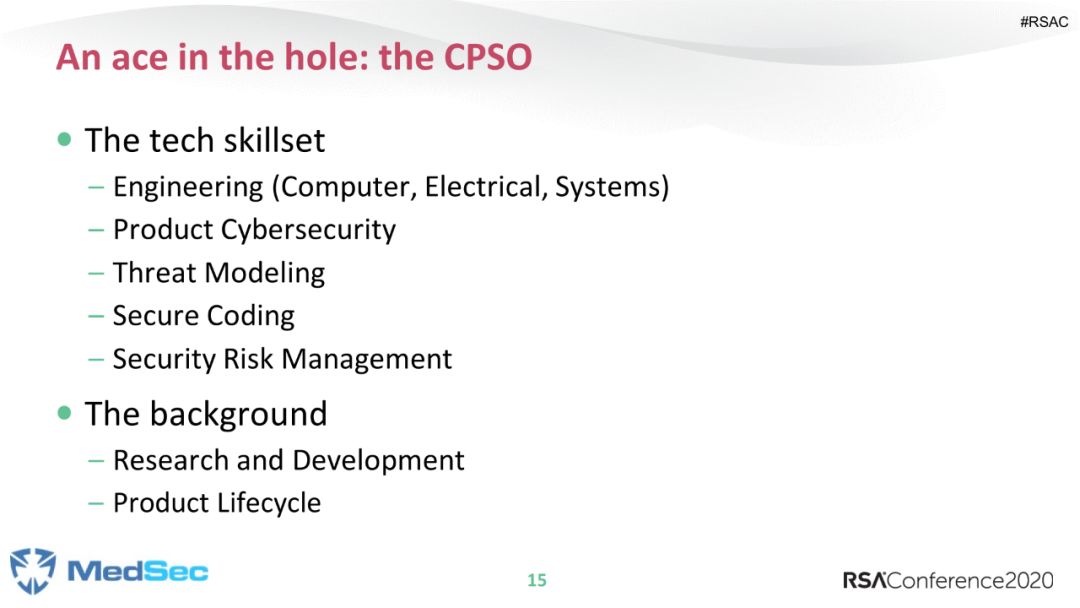 #RSAC
An ace in the hole: the CPSO
• The tech skillset
– Engineering (Computer, Electrical, Systems)
– Product Cybersecurity
– Threat Modeling
– Secure Coding
– Security Risk Management
• The background
– Research and Development
– Product Lifecycle
MedSec
15
RSAConference2020